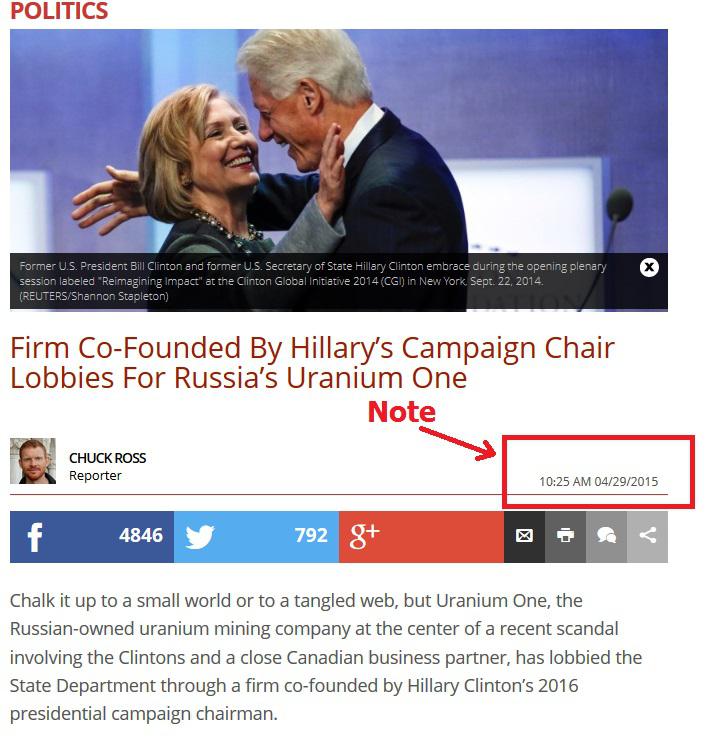 POLITICS
Former U.S. President Bill Clinton and former U.S. Secretary of State Hillary Clinton embrace during the opening plenary
session labeled "Reimagining Impact" at the Clinton Global Initiative 2014 (CGI) in New York, Sept. 22, 2014.
(REUTERS/Shannon Stapleton)
Firm Co-Founded By Hillary’s Campaign Chair
Lobbies For Russia’s Uranium One
Note
CHUCK ROSS
Reporter
10:25 AM 04/29/2015
f 4846
792
g+
Chalk it up to a small world or to a tangled web, but Uranium One, the
Russian-owned uranium mining company at the center of a recent scandal
involving the Clintons and a close Canadian business partner, has lobbied the
State Department through a firm co-founded by Hillary Clinton’s 2016
presidential campaign chairman.